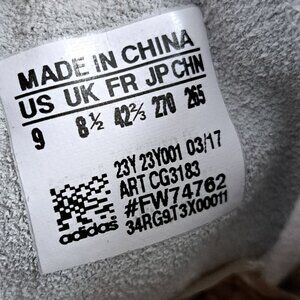 MADE IN CHINA
US UK FR JP CHN
9 8½ 42⅔ 270 265
23Y 23Y001 03/17
ART CG3183
#FW74762
34RG9T3X00011
adidas